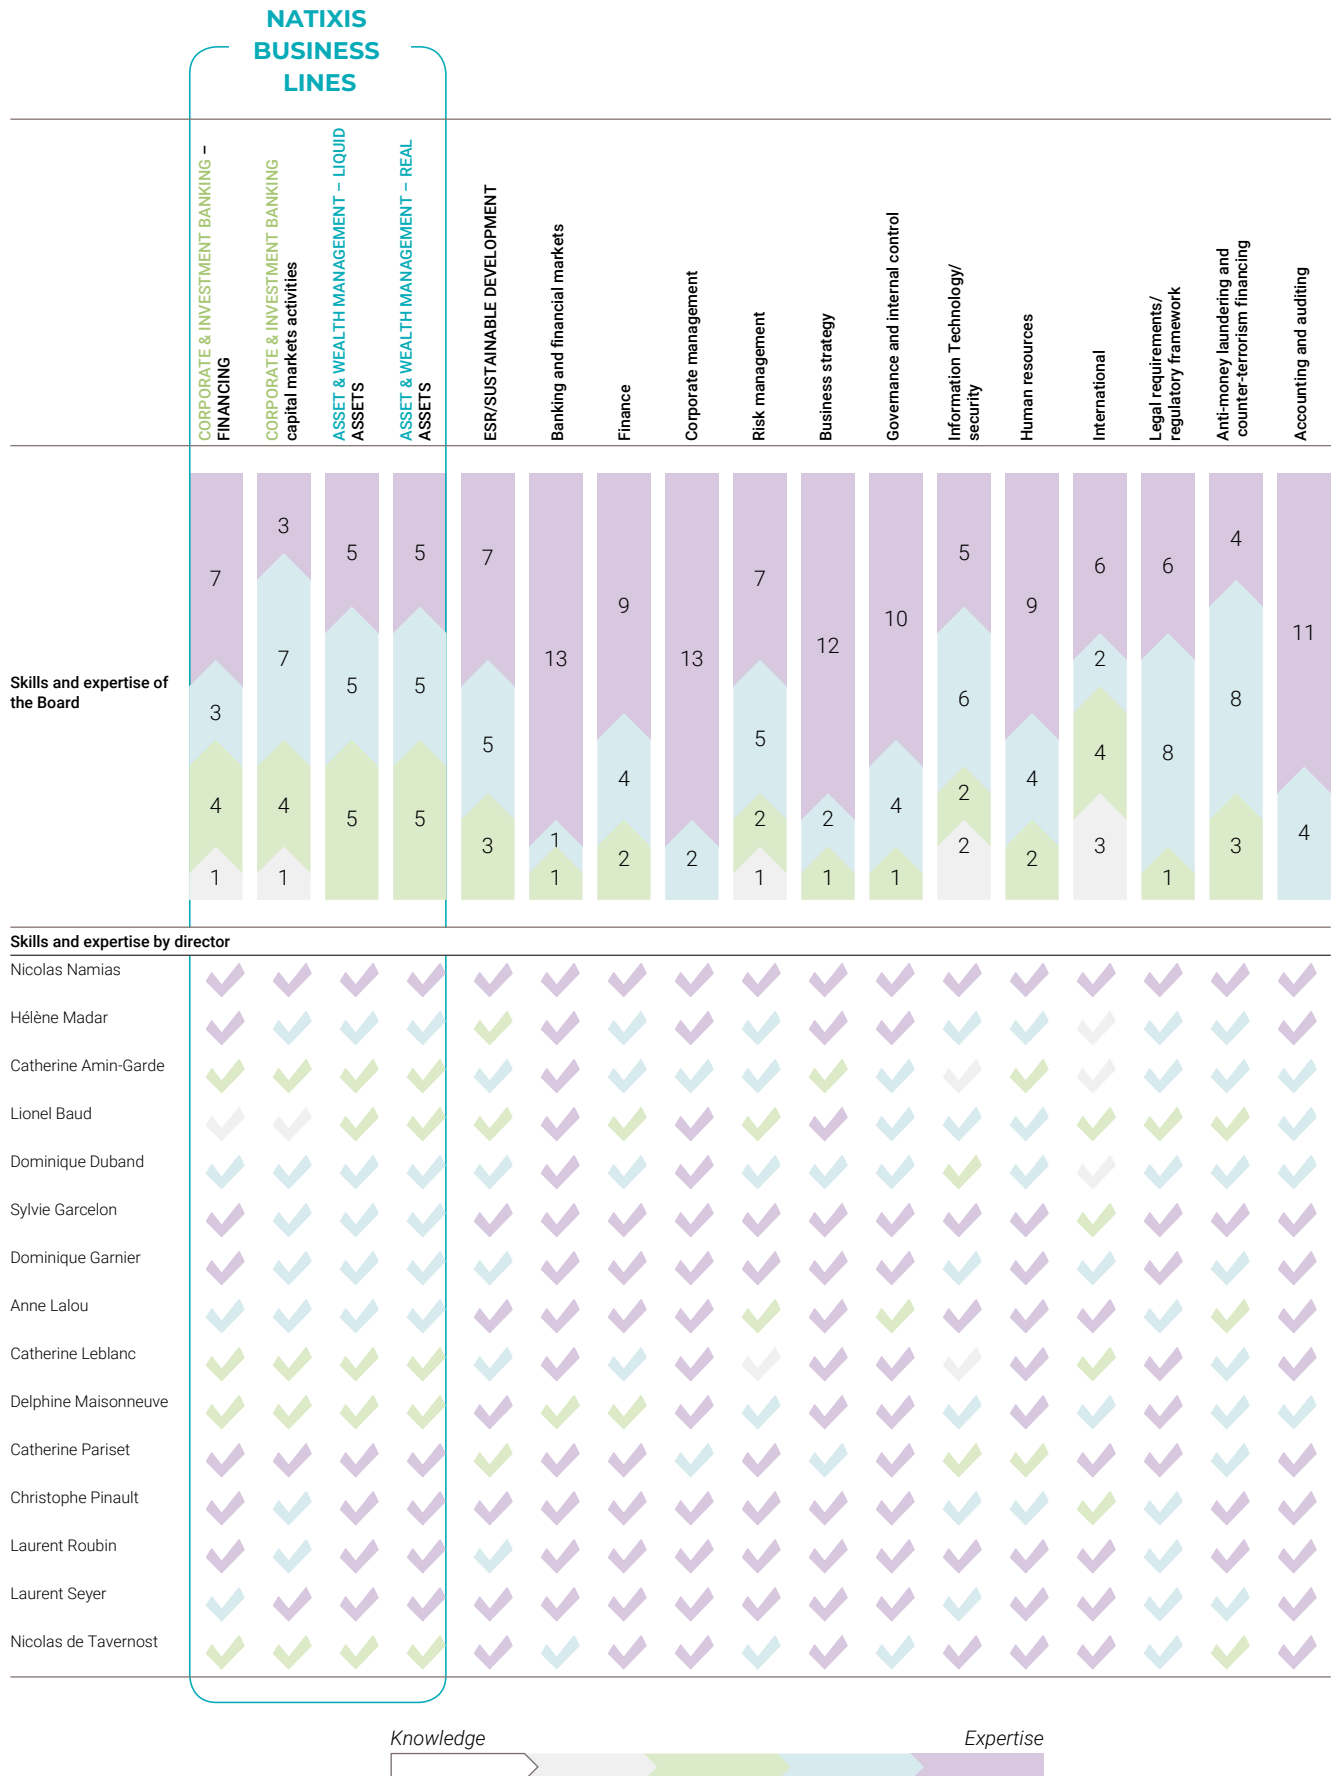 NATIXIS
BUSINESS
LINES
CORPORATE & INVESTMENT BANKING –
FINANCING
CORPORATE & INVESTMENT BANKING
capital markets activities
ASSET & WEALTH MANAGEMENT – LIQUID
ASSETS
ASSET & WEALTH MANAGEMENT – REAL
ASSETS
ESR/SUSTAINABLE DEVELOPMENT
Banking and financial markets
Finance
Corporate management
Risk management
Business strategy
Governance and internal control
Information Technology/
security
Human resources
International
Legal requirements/
regulatory framework
Anti-money laundering and
counter-terrorism financing
Accounting and auditing
Skills and expertise of
the Board
7
3
4
1
3
7
4
1
5
5
5
5
5
5
7
5
3
13
1
1
9
4
2
13
2
7
5
2
1
12
2
1
10
4
1
5
6
2
2
9
4
2
6
2
4
3
6
8
1
4
8
3
11
4
Skills and expertise by director
Nicolas Namias
Hélène Madar
Catherine Amin-Garde
Lionel Baud
Dominique Duband
Sylvie Garcelon
Dominique Garnier
Anne Lalou
Catherine Leblanc
Delphine Maisonneuve
Catherine Pariset
Christophe Pinault
Laurent Roubin
Laurent Seyer
Nicolas de Tavernost
Knowledge
Expertise